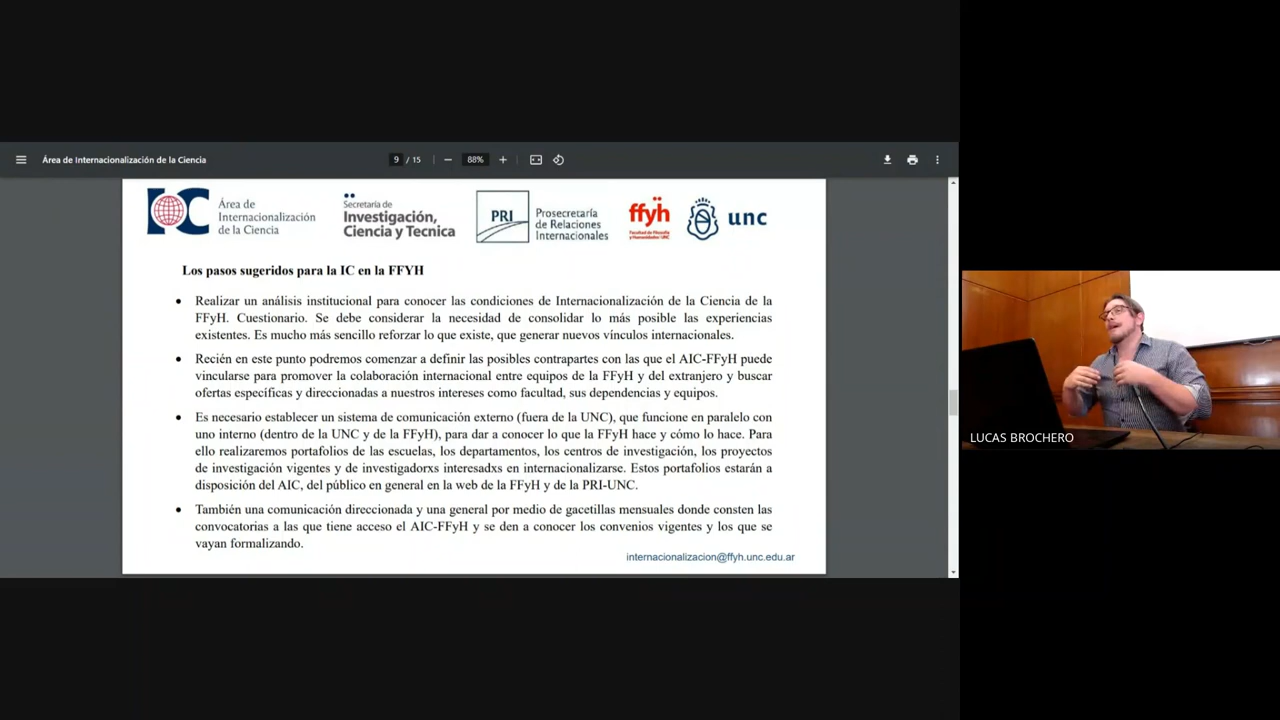 Área de Internacionalización de la Ciencia
9 / 15
88%
IC
Área de
Internacionalización
de la Ciencia
Secretaría de
Investigación,
Ciencia y Tecnica
PRI
Prosecretaría
de Relaciones
Internacionales
ffyh
Facultad de Filosofía
y Humanidades UNC
unc
Los pasos sugeridos para la IC en la FFYH
• Realizar un análisis institucional para conocer las condiciones de Internacionalización de la Ciencia de la
FFyH. Cuestionario. Se debe considerar la necesidad de consolidar lo más posible las experiencias
existentes. Es mucho más sencillo reforzar lo que existe, que generar nuevos vínculos internacionales.
• Recién en este punto podremos comenzar a definir las posibles contrapartes con las que el AIC-FFyH puede
vincularse para promover la colaboración internacional entre equipos de la FFyH y del extranjero y buscar
ofertas específicas y direccionadas a nuestros intereses como facultad, sus dependencias y equipos.
• Es necesario establecer un sistema de comunicación externo (fuera de la UNC), que funcione en paralelo con
uno interno (dentro de la UNC y de la FFyH), para dar a conocer lo que la FFyH hace y cómo lo hace. Para
ello realizaremos portafolios de las escuelas, los departamentos, los centros de investigación, los proyectos
de investigación vigentes y de investigadorxs interesadxs en internacionalizarse. Estos portafolios estarán a
disposición del AIC, del público en general en la web de la FFyH y de la PRI-UNC.
• También una comunicación direccionada y una general por medio de gacetillas mensuales donde consten las
convocatorias a las que tiene acceso el AIC-FFyH y se den a conocer los convenios vigentes y los que se
vayan formalizando.
internacionalizacion@ffyh.unc.edu.ar
LUCAS BROCHERO